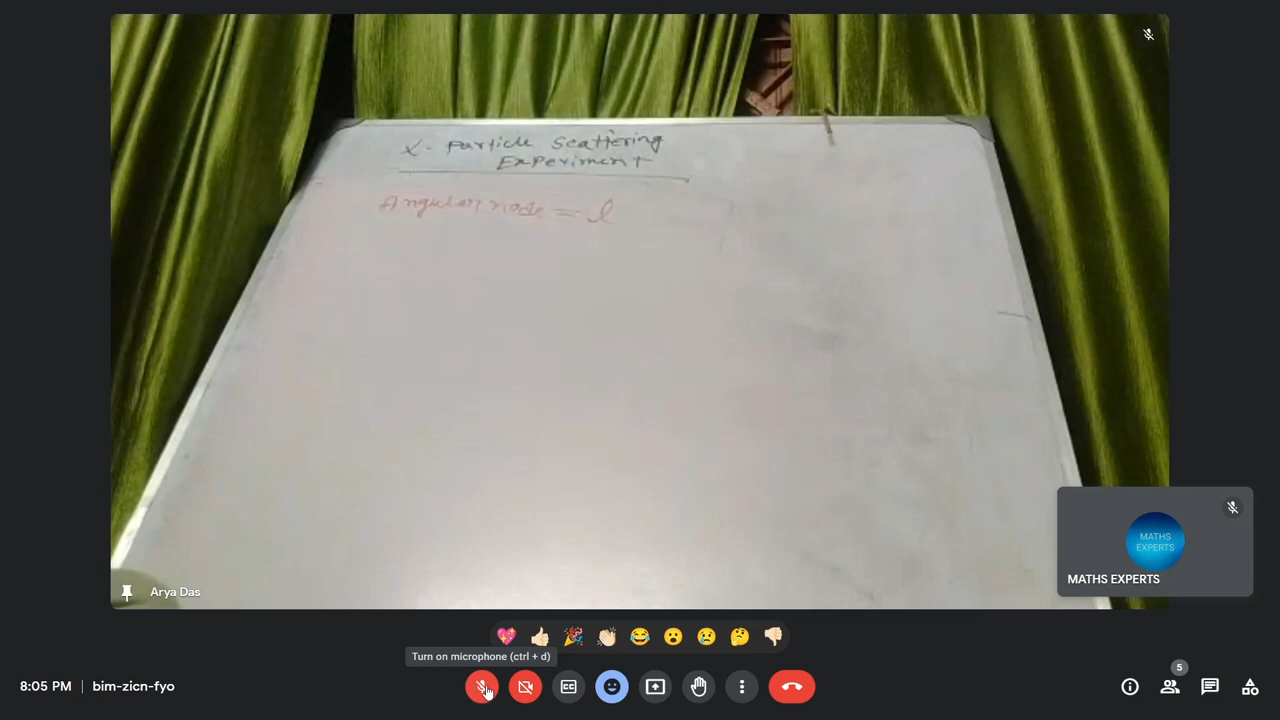 α- Particle Scattering
Experiment
Angular node = l
MATHS
EXPERTS
MATHS EXPERTS
Arya Das
Turn on microphone (ctrl + d)
5
8:05 PM | bim-zicn-fyo